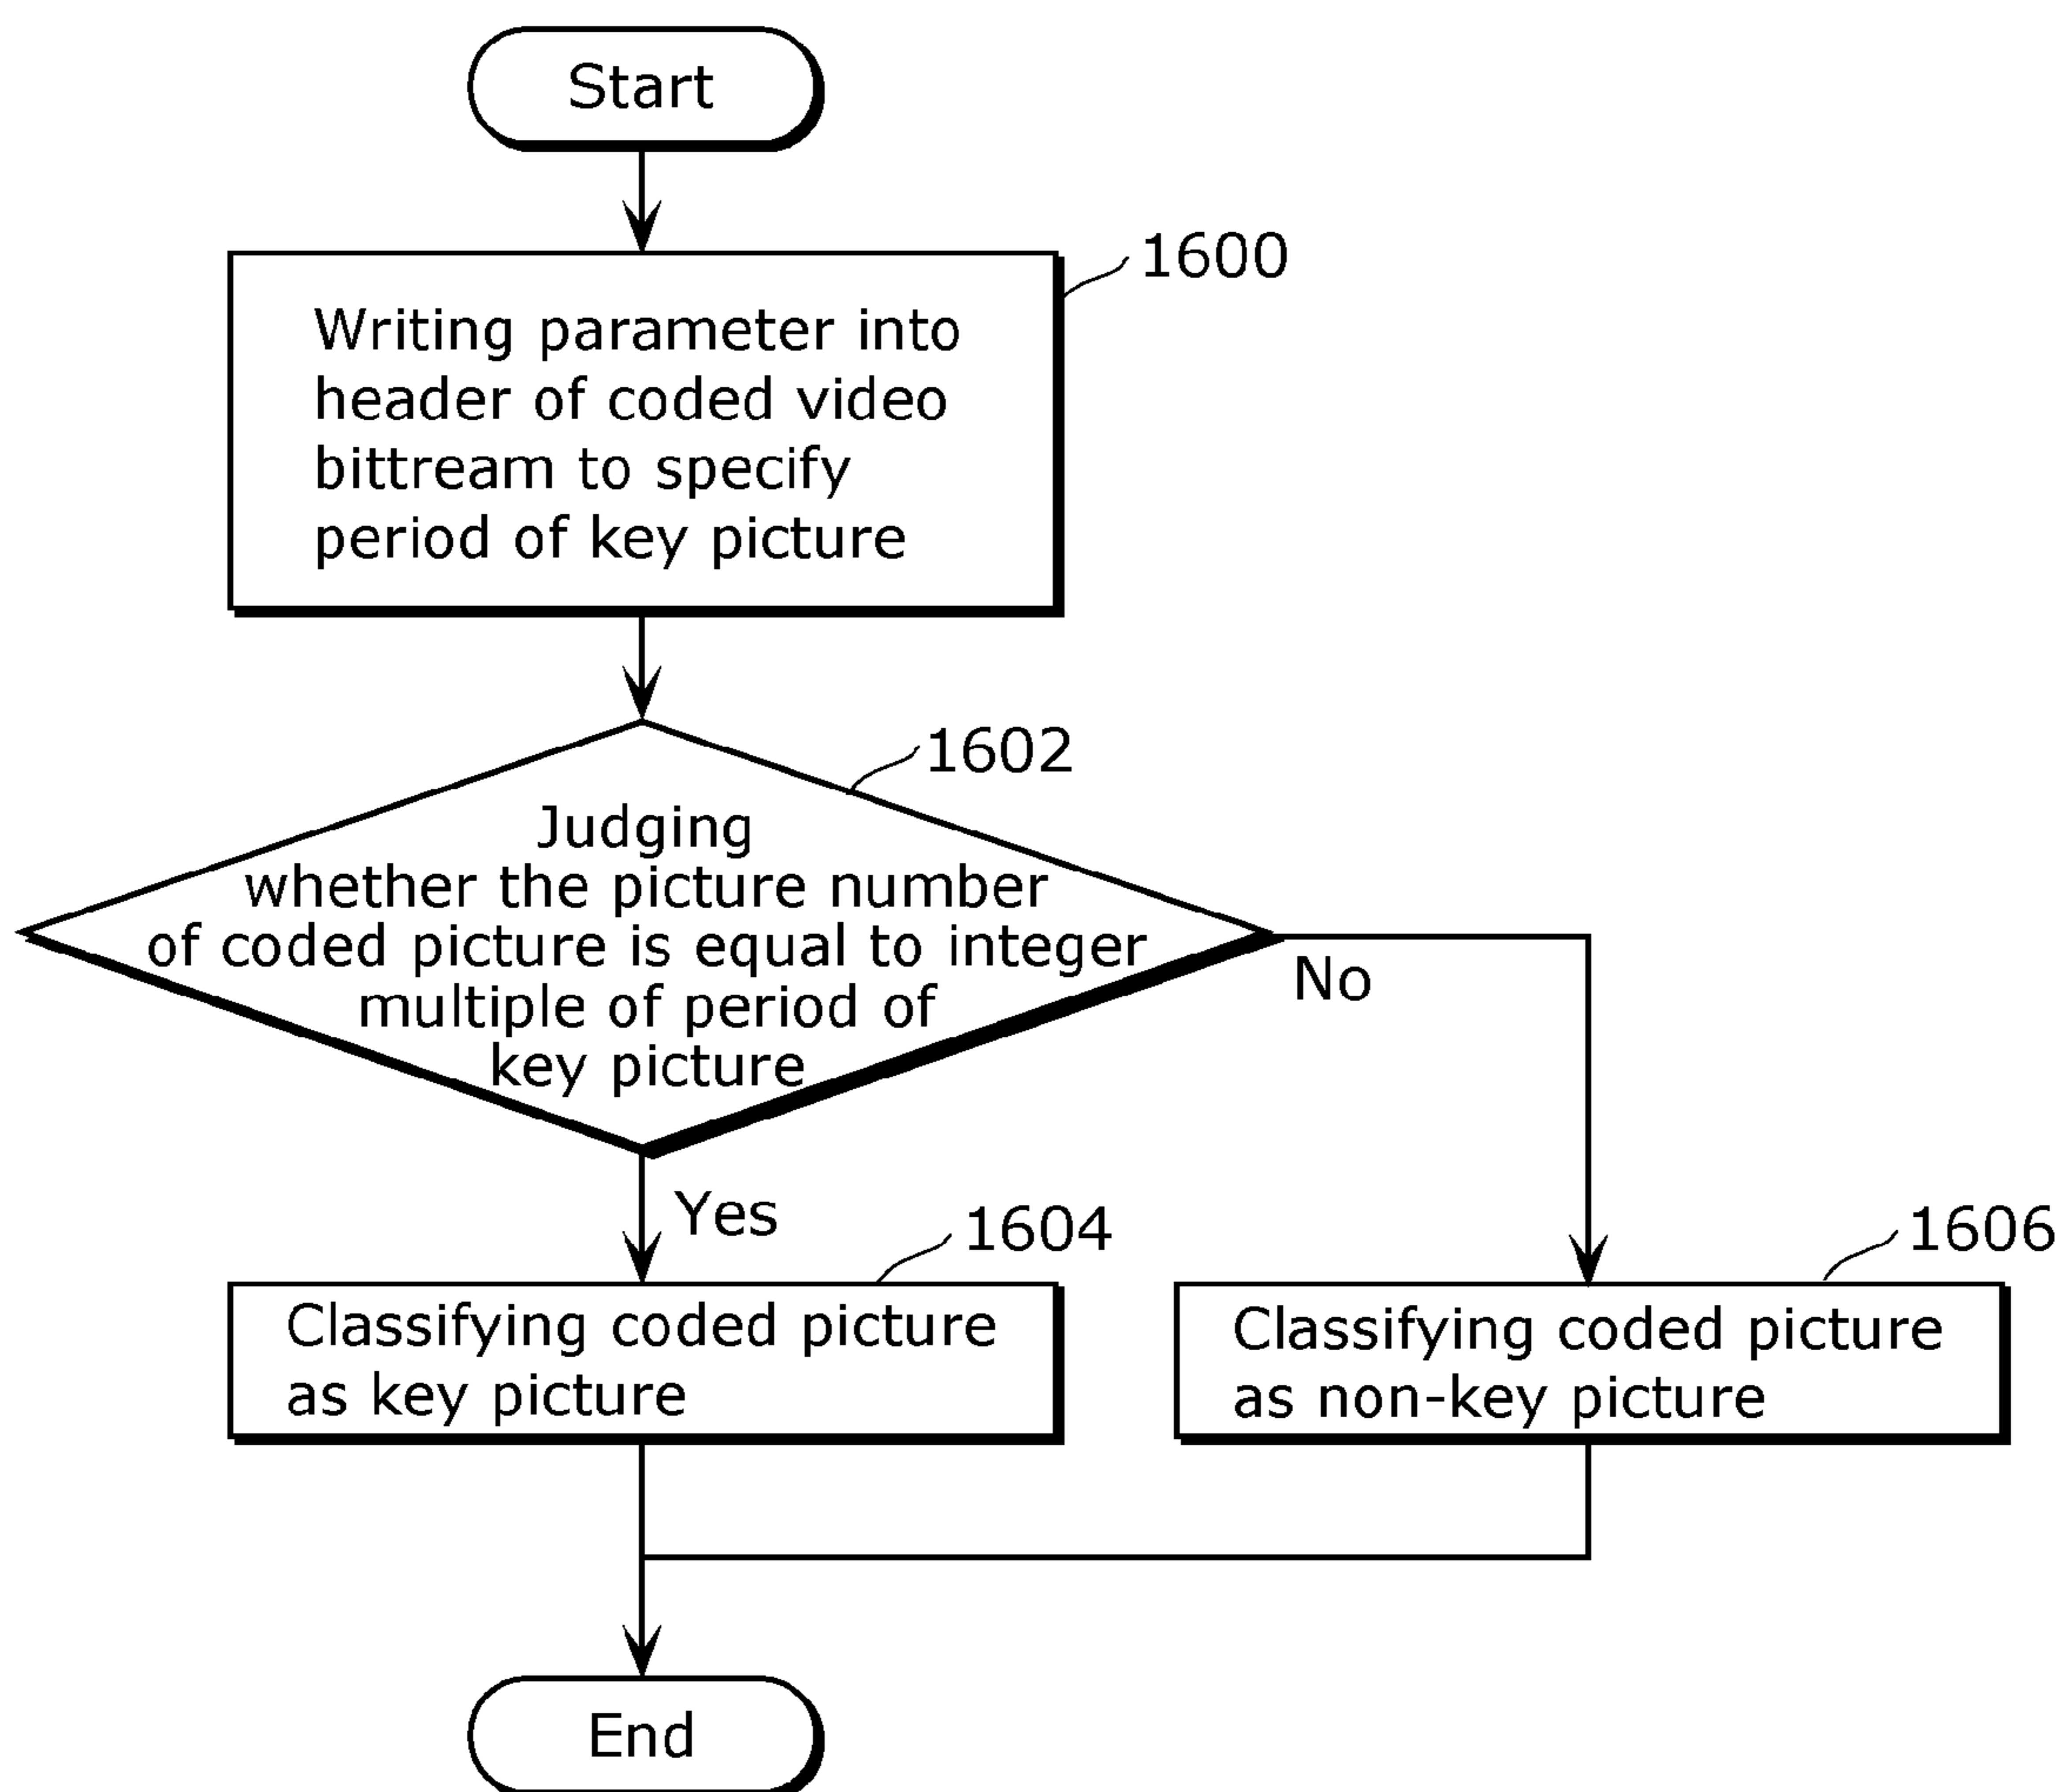 Start
1600
Writing parameter into
header of coded video
bittream to specify
period of key picture
1602
Judging
whether the picture number
of coded picture is equal to integer
multiple of period of
key picture
No
Yes
1604
1606
Classifying coded picture
as key picture
Classifying coded picture
as non-key picture
End